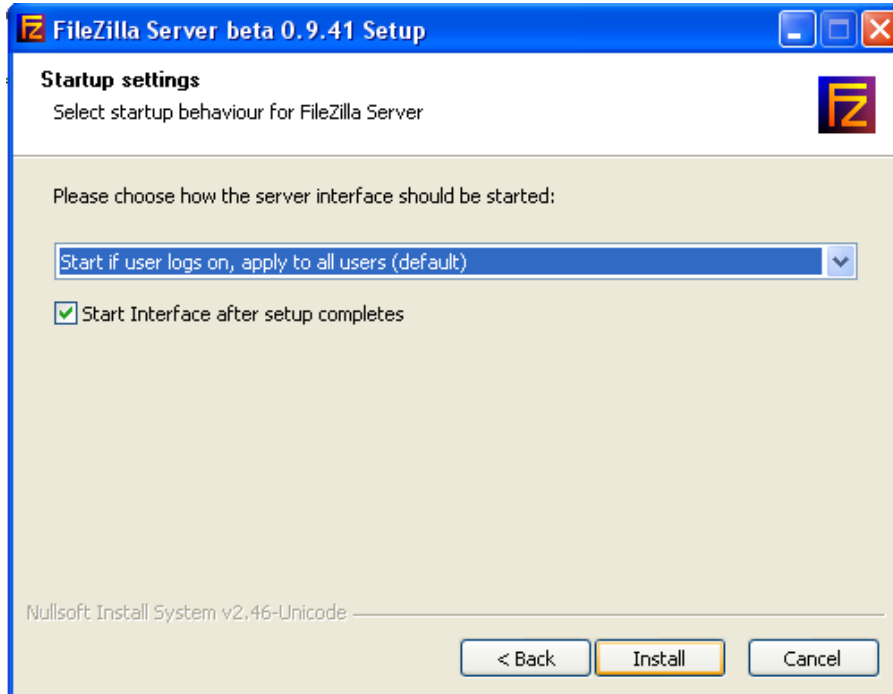 FileZilla Server beta 0.9.41 Setup
Startup settings
Select startup behaviour for FileZilla Server
Please choose how the server interface should be started:
Start if user logs on, apply to all users (default)
Start Interface after setup completes
Nullsoft Install System v2.46-Unicode
< Back
Install
Cancel